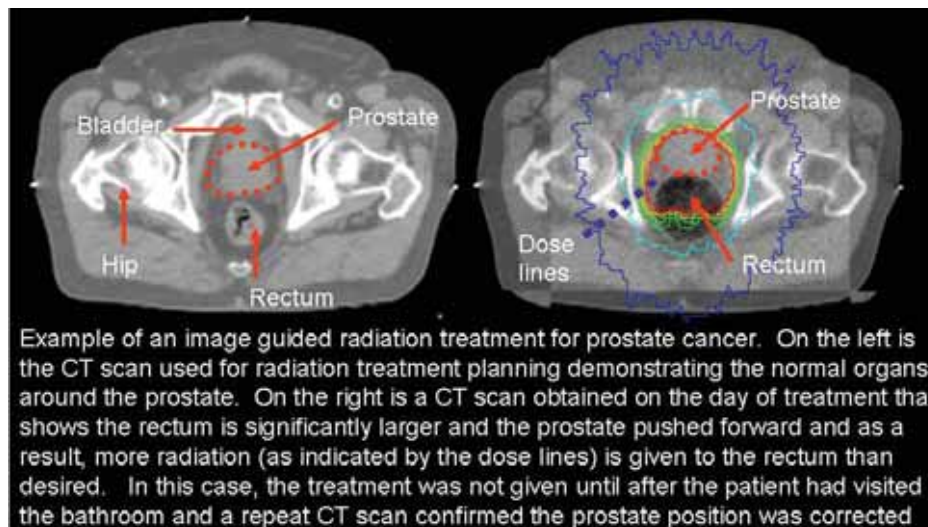 Bladder
Prostate
Hip
Rectum
Prostate
Dose
lines
Rectum
Example of an image guided radiation treatment for prostate cancer.  On the left is
the CT scan used for radiation treatment planning demonstrating the normal organs
around the prostate.  On the right is a CT scan obtained on the day of treatment tha
shows the rectum is significantly larger and the prostate pushed forward and as a
result, more radiation (as indicated by the dose lines) is given to the rectum than
desired.   In this case, the treatment was not given until after the patient had visited
the bathroom and a repeat CT scan confirmed the prostate position was corrected